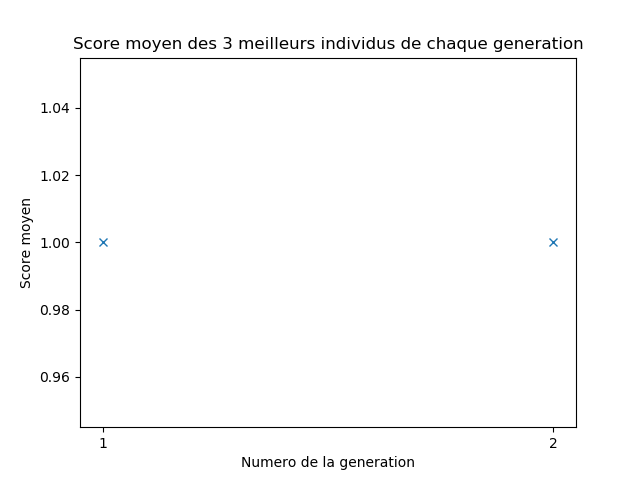 Score moyen des 3 meilleurs individus de chaque generation
Score moyen
1.04
1.02
1.00
0.98
0.96
1 2
Numero de la generation